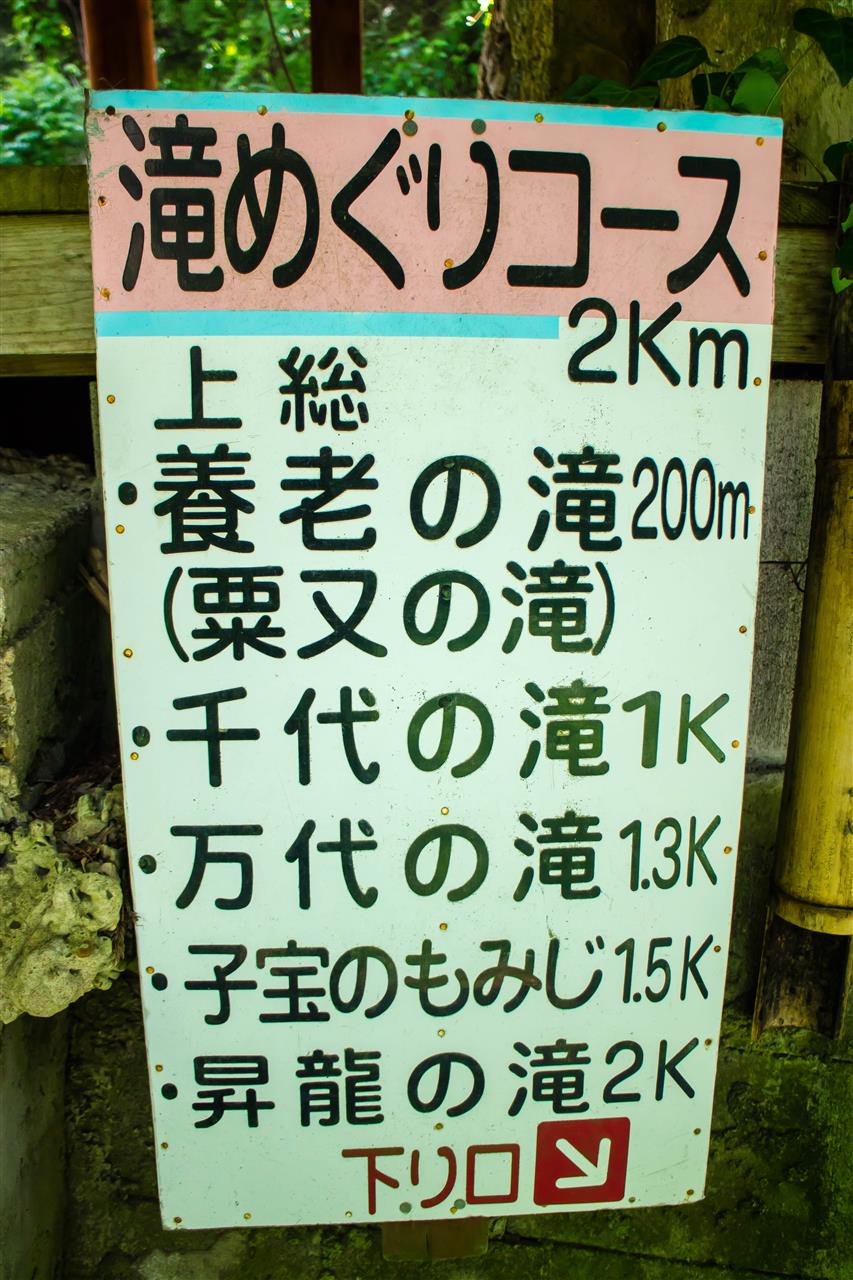 滝めぐりコース
2Km
上総
・養老の滝200m
(粟又の滝)
・千代の滝1K
・万代の滝1.3K
・子宝のもみじ1.5K
・昇龍の滝2K
下り口